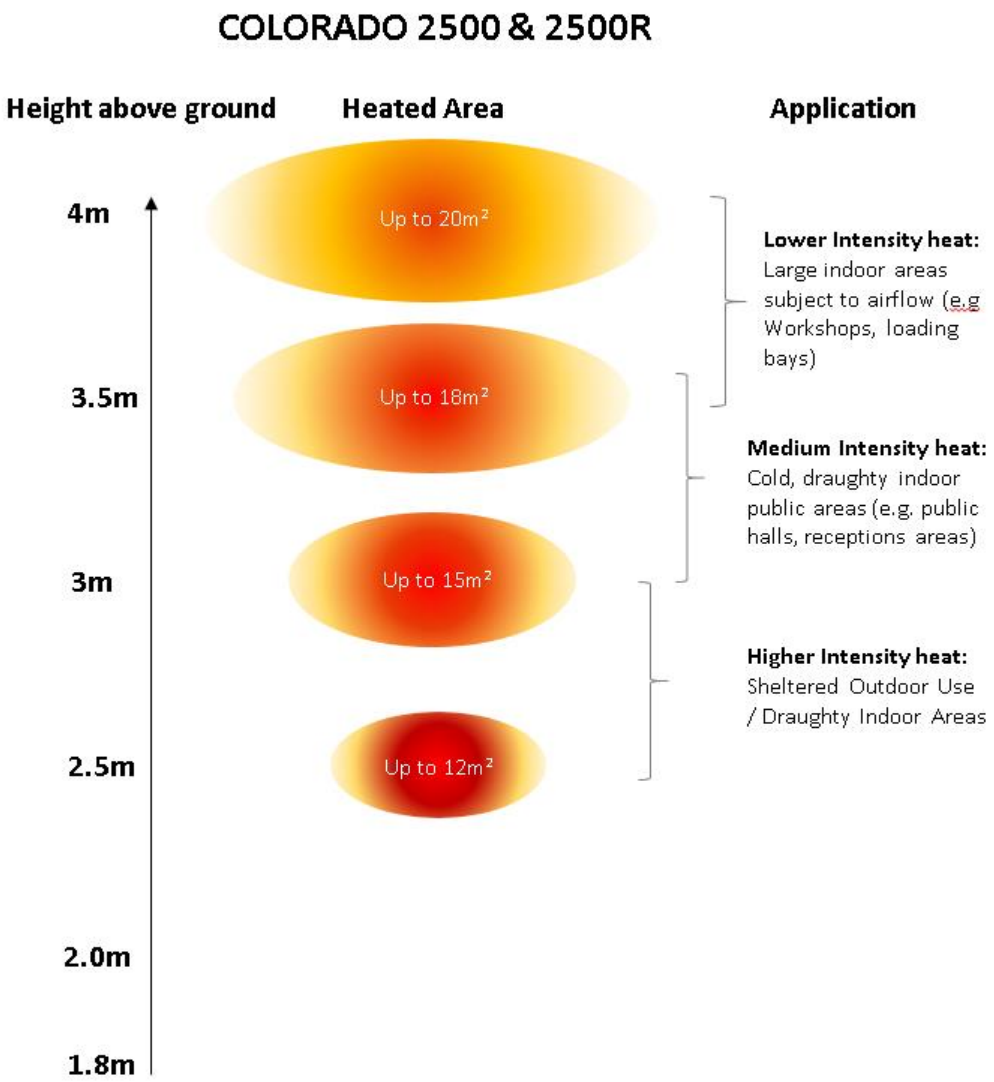 COLORADO 2500 & 2500R
Height above ground
Heated Area
Application
4m
Up to 20m²
Lower Intensity heat:
Large indoor areas
subject to airflow (e.g
Workshops, loading
bays)
3.5m
Up to 18m²
Medium Intensity heat:
Cold, draughty indoor
public areas (e.g. public
halls, receptions areas)
3m
Up to 15m²
Higher Intensity heat:
Sheltered Outdoor Use
/ Draughty Indoor Areas
2.5m
Up to 12m²
2.0m
1.8m